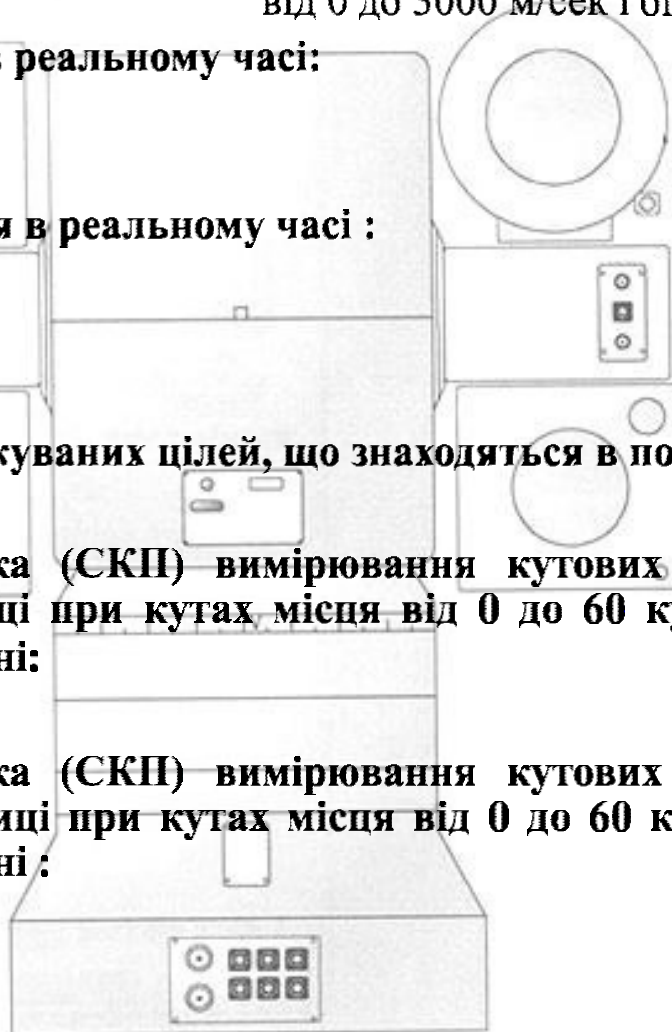 від 0 до 3000 м/сек і
в реальному часі:
я в реальному часі :
куваних цілей, що знаходяться в по
ка (СКП) вимірювання кутових
ці при кутах місця від 0 до 60 ку
ні:
ка (СКП) вимірювання кутових
иці при кутах місця від 0 до 60 к
ні :